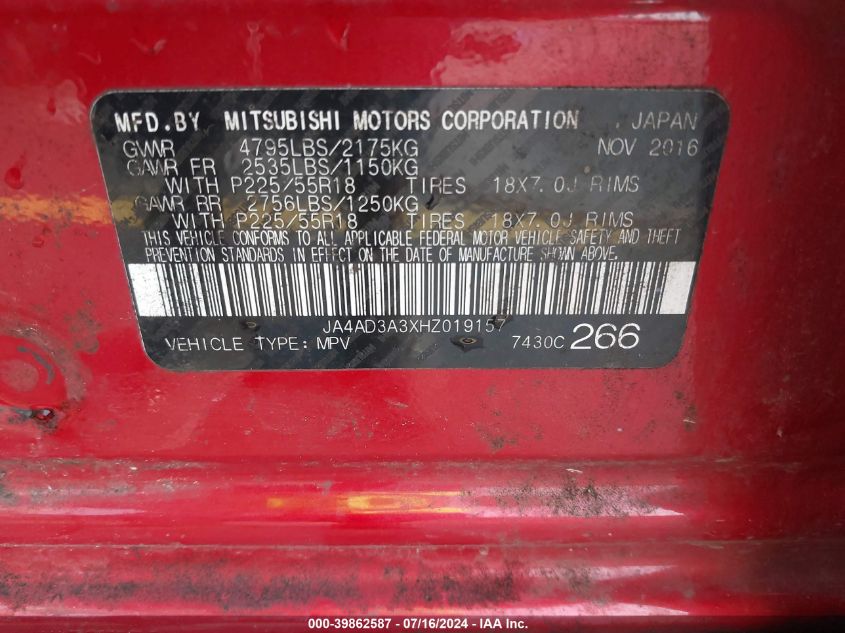 MFD.BY MITSUBISHI MOTORS CORPORATION . JAPAN
GVWR 4795LBS/2175KG NOV 2016
GAWR FR 2535LBS/1150KG
WITH P225/55R18 TIRES 18X7.0J RIMS
GAWR RR 2756LBS/1250KG
WITH P225/55R18 TIRES 18X7.0J RIMS
THIS VEHICLE CONFORMS TO ALL APPLICABLE FEDERAL MOTOR VEHICLE SAFETY AND THEFT
PREVENTION STANDARDS IN EFFECT ON THE DATE OF MANUFACTURE SHOWN ABOVE.
JA4AD3A3XHZ019157
VEHICLE TYPE: MPV 7430C 266
000-39862587 - 07/16/2024 - IAA Inc.